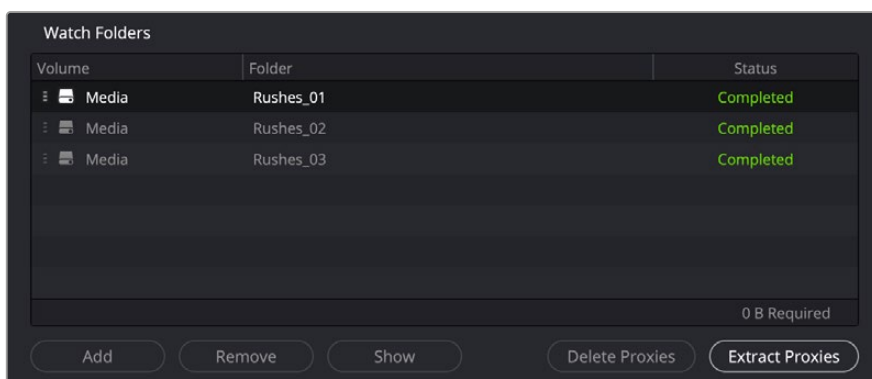 Watch Folders
Volume Folder Status
Media Rushes_01 Completed
Media Rushes_02 Completed
Media Rushes_03 Completed
0 B Required
Add Remove Show Delete Proxies Extract Proxies